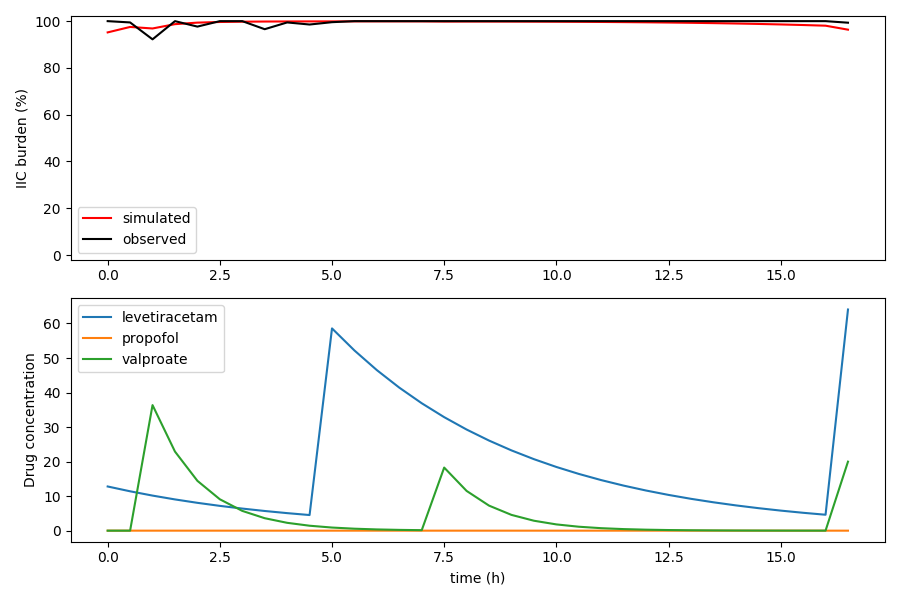 IIC burden (%)
100
80
60
40
20
0
simulated
observed
0.0 2.5 5.0 7.5 10.0 12.5 15.0
Drug concentration
60
50
40
30
20
10
0
levetiracetam
propofol
valproate
0.0 2.5 5.0 7.5 10.0 12.5 15.0
time (h)